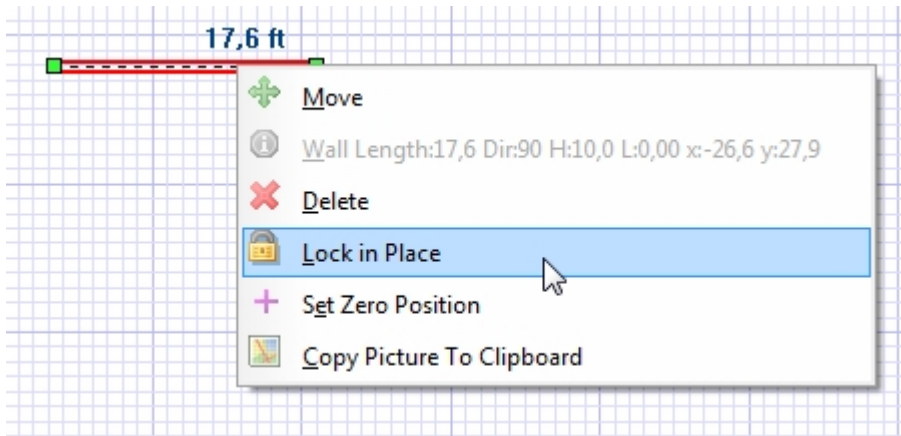 17,6 ft
Move
Wall Length:17,6 Dir:90 H:10,0 L:0,00 x:-26,6 y:27,9
Delete
Lock in Place
Set Zero Position
Copy Picture To Clipboard